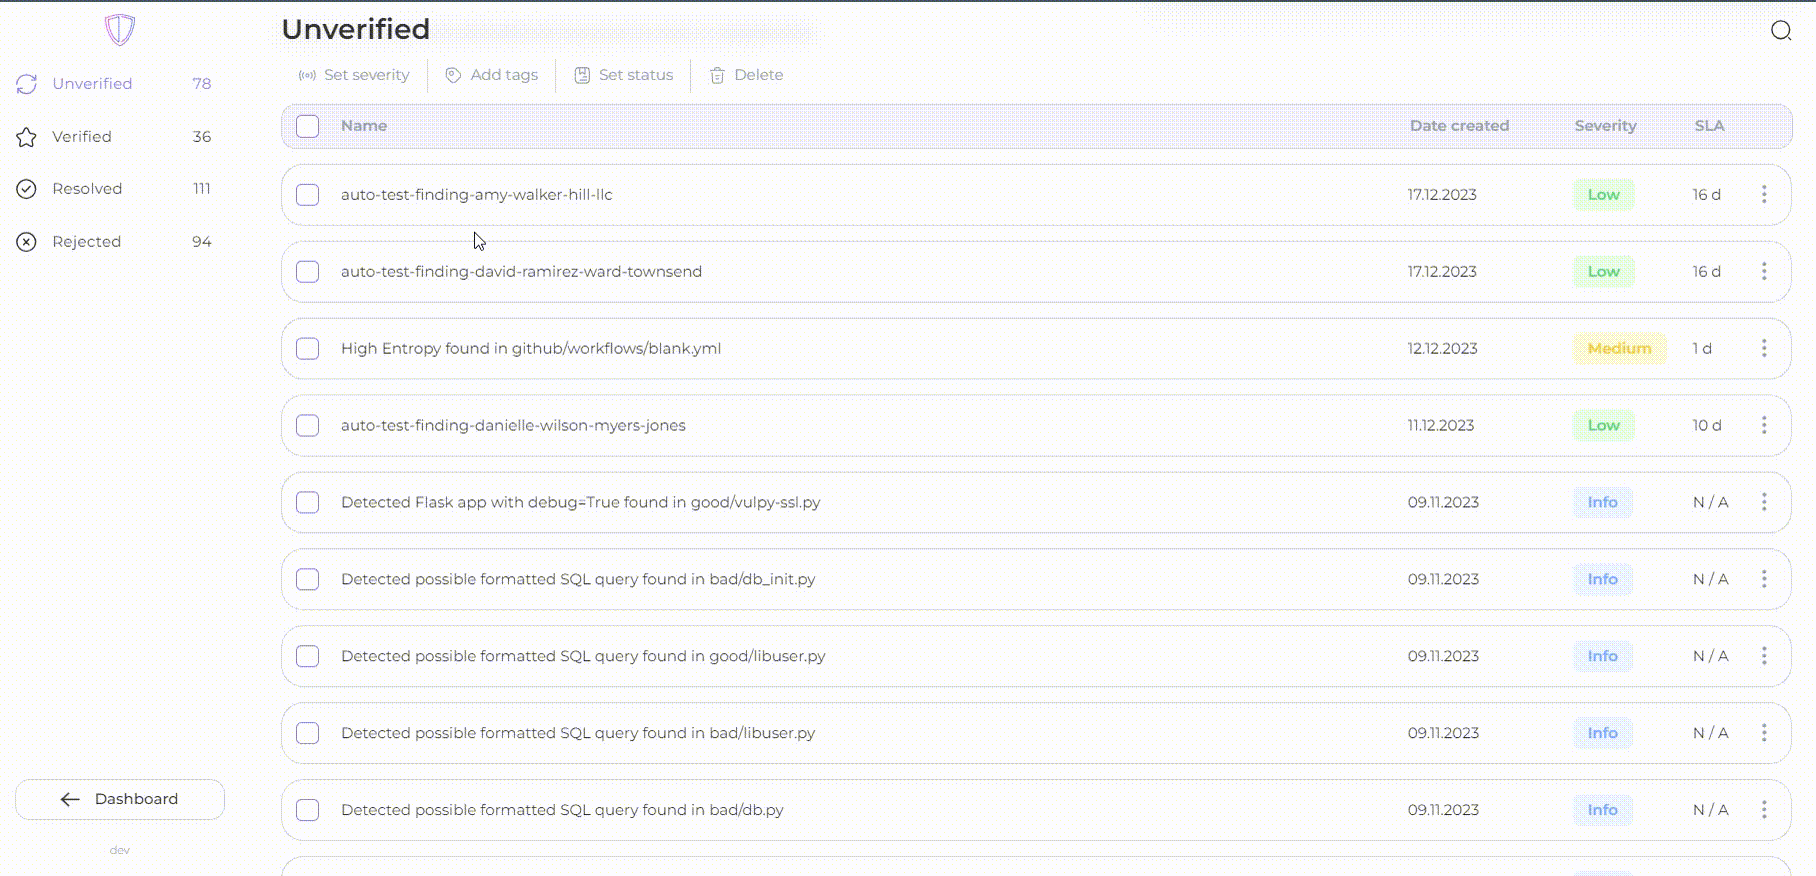 Unverified
Set severity Add tags Set status Delete
Unverified 78
Verified 36
Resolved 111
Rejected 94
Dashboard
dev
Name Date created Severity SLA
auto-test-finding-amy-walker-hill-llc 17.12.2023 Low 16 d
auto-test-finding-david-ramirez-ward-townsend 17.12.2023 Low 16 d
High Entropy found in github/workflows/blank.yml 12.12.2023 Medium 1 d
auto-test-finding-danielle-wilson-myers-jones 11.12.2023 Low 10 d
Detected Flask app with debug=True found in good/vulpy-ssl.py 09.11.2023 Info N / A
Detected possible formatted SQL query found in bad/db_init.py 09.11.2023 Info N / A
Detected possible formatted SQL query found in good/libuser.py 09.11.2023 Info N / A
Detected possible formatted SQL query found in bad/libuser.py 09.11.2023 Info N / A
Detected possible formatted SQL query found in bad/db.py 09.11.2023 Info N / A